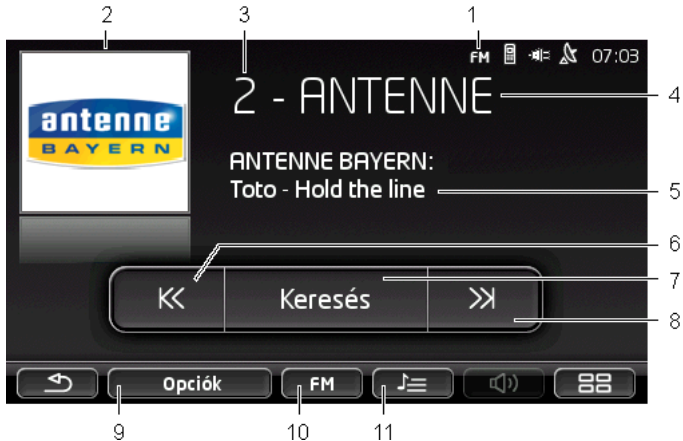 2 3 1
FM 07:03
antenne
BAYERN
2 - ANTENNE
4
ANTENNE BAYERN:
Toto - Hold the line
5
6
7
Keresés
8
Opciók FM
9 10 11